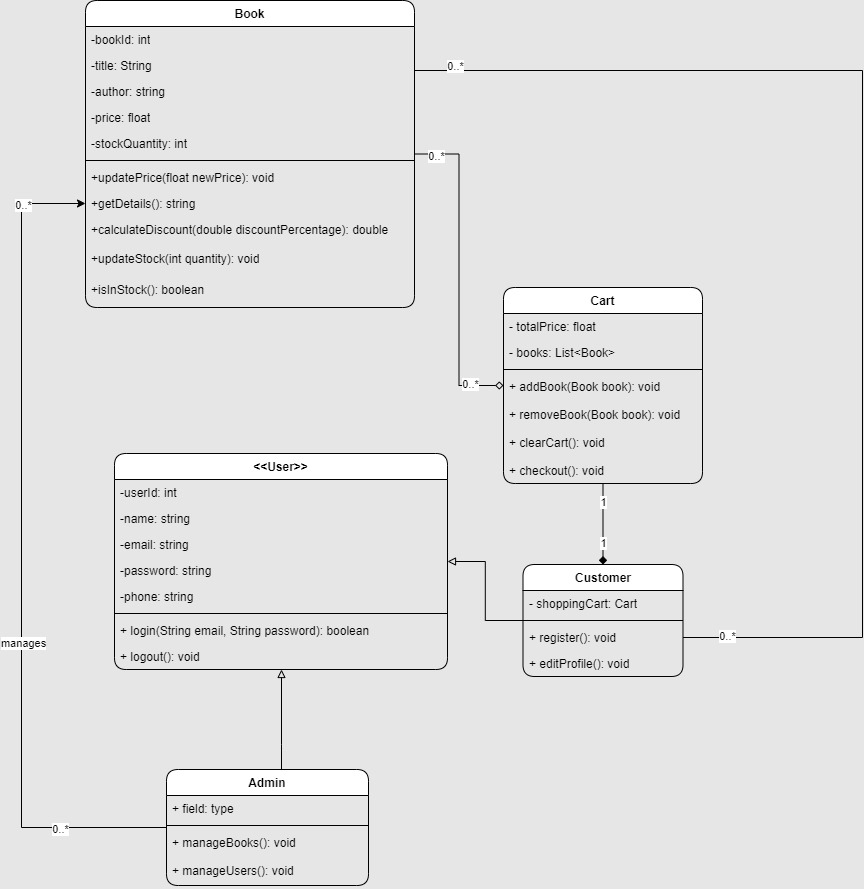 Book
-bookId: int
-title: String
-author: string
-price: float
-stockQuantity: int
+updatePrice(float newPrice): void
+getDetails(): string
+calculateDiscount(double discountPercentage): double
+updateStock(int quantity): void
+isInStock(): boolean
0..*
0..*
0..*
Cart
- totalPrice: float
- books: List<Book>
+ addBook(Book book): void
+ removeBook(Book book): void
+ clearCart(): void
+ checkout(): void
0..*
1
1
<<User>>
-userId: int
-name: string
-email: string
-password: string
-phone: string
+ login(String email, String password): boolean
+ logout(): void
Customer
- shoppingCart: Cart
+ register(): void
+ editProfile(): void
0..*
manages
Admin
+ field: type
+ manageBooks(): void
+ manageUsers(): void
0..*